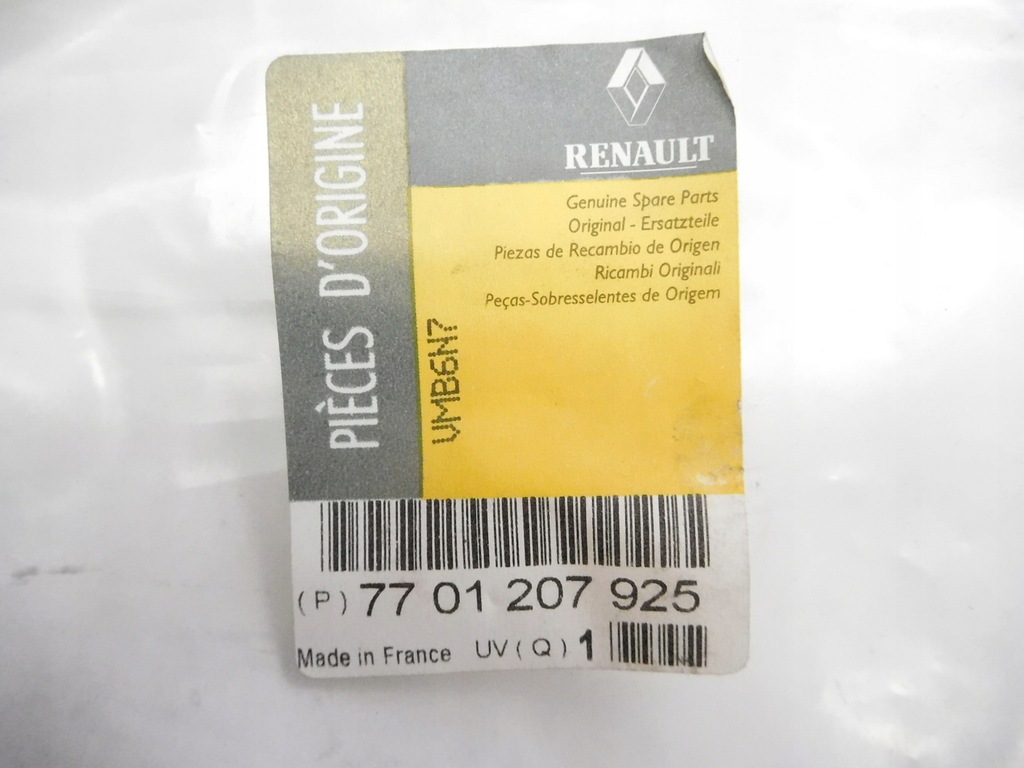 PIÈCES D'ORIGINE
RENAULT
Genuine Spare Parts
Original - Ersatzteile
Piezas de Recambio de Origen
Ricambi Originali
Peças-Sobresselentes de Origem
VMB6N7
(P) 77 01 207 925
Made in France UV (Q) 1